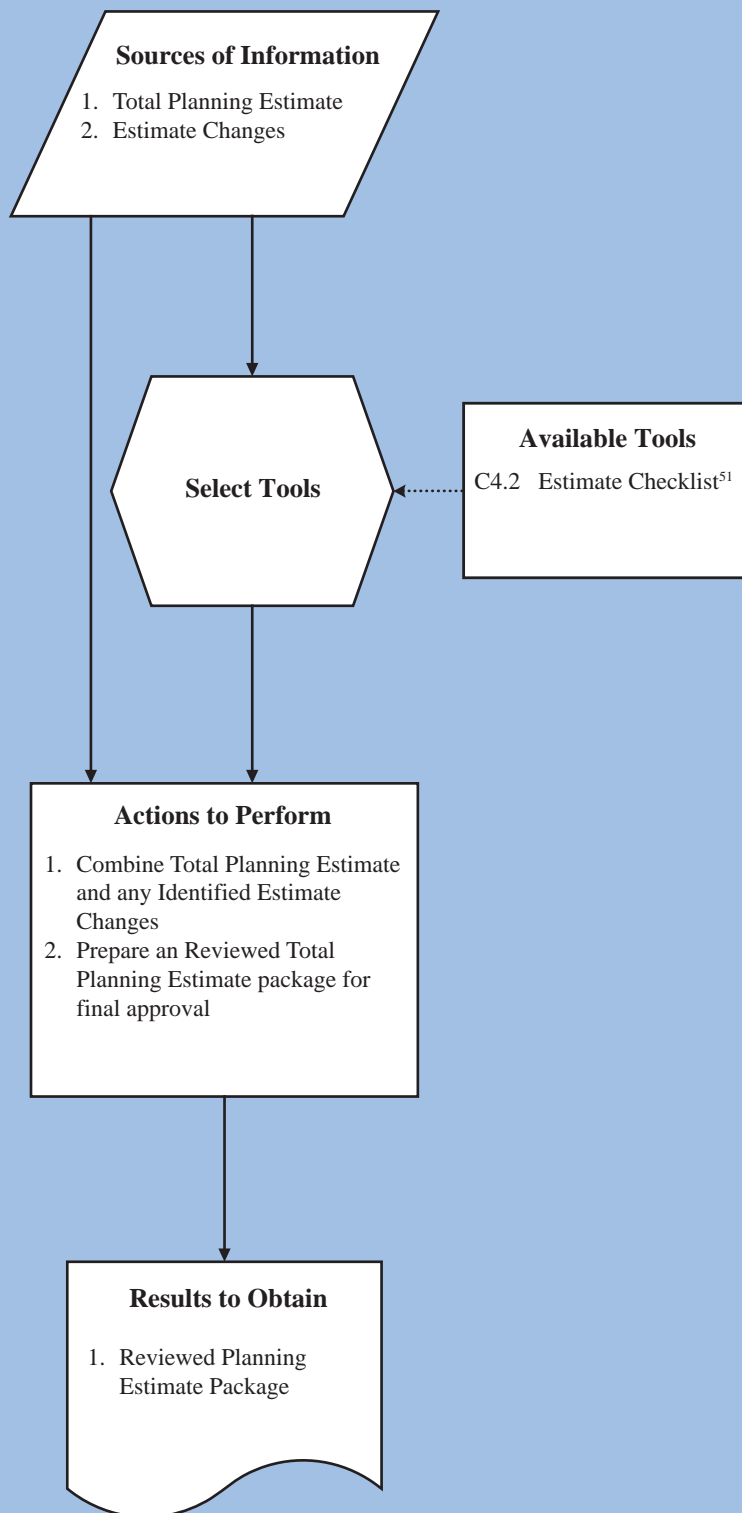 Sources of Information
1. Total Planning Estimate
2. Estimate Changes
Select Tools
Available Tools
C4.2 Estimate Checklist51
Actions to Perform
1. Combine Total Planning Estimate
and any Identified Estimate
Changes
2. Prepare an Reviewed Total
Planning Estimate package for
final approval
Results to Obtain
1. Reviewed Planning
Estimate Package